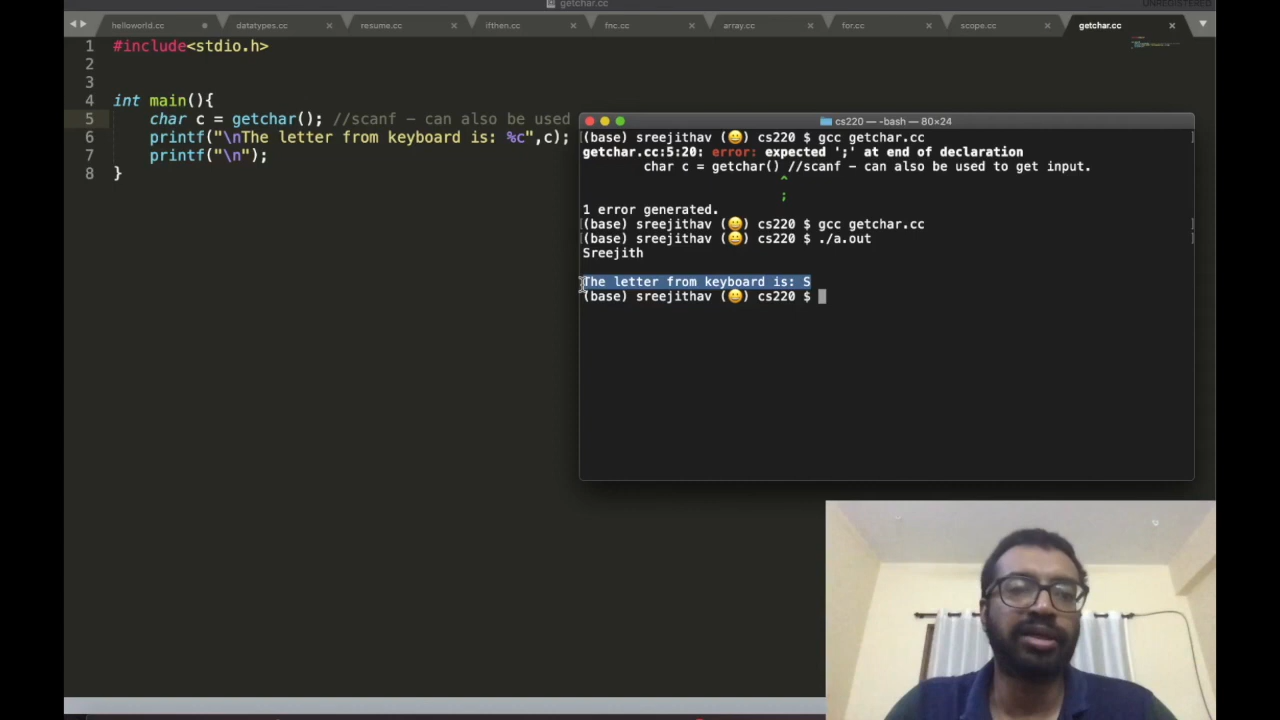 getchar.cc
UNREGISTERED
helloworld.cc
datatypes.cc
resume.cc
ifthen.cc
fnc.cc
array.cc
for.cc
scope.cc
getchar.cc
1 #include<stdio.h>
2
3
4 int main(){
5 char c = getchar(); //scanf - can also be used
6 printf("\nThe letter from keyboard is: %c",c);
7 printf("\n");
8 }
cs220 — -bash — 80×24
(base) sreejithav (😀) cs220 $ gcc getchar.cc
getchar.cc:5:20: error: expected ';' at end of declaration
char c = getchar() //scanf - can also be used to get input.
^
;
1 error generated.
(base) sreejithav (😀) cs220 $ gcc getchar.cc
(base) sreejithav (😀) cs220 $ ./a.out
Sreejith
The letter from keyboard is: S
(base) sreejithav (😀) cs220 $